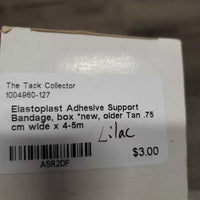 The Tack Collector
1004960-127
Elastoplast Adhesive Support
Bandage, box *new, older Tan .75
cm wide x 4-5m
Lilac
$3.00
A5R2DF